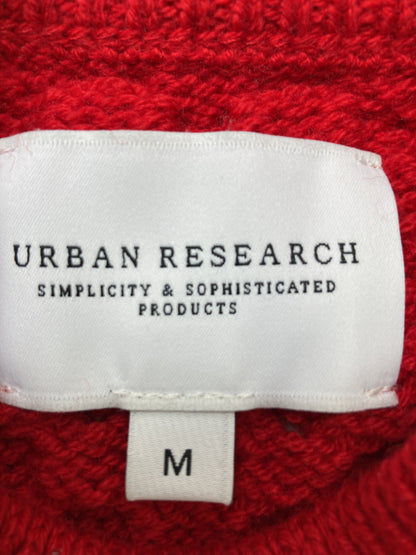 URBAN RESEARCH
SIMPLICITY & SOPHISTICATED
PRODUCTS
M